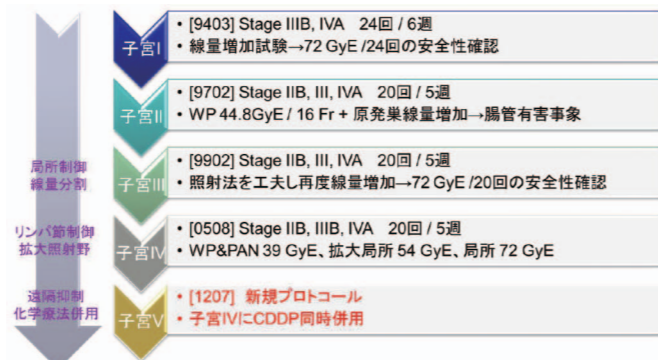 子宮I
• [9403] Stage IIIB, IVA 24回 / 6週
• 線量増加試験→72 GyE /24回の安全性確認
子宮II
• [9702] Stage IIB, III, IVA 20回 / 5週
• WP 44.8GyE / 16 Fr + 原発巣線量増加→腸管有害事象
局所制御
線量分割
子宮III
• [9902] Stage IIB, III, IVA 20回 / 5週
• 照射法を工夫し再度線量増加→72 GyE /20回の安全性確認
リンパ節制御
拡大照射野
子宮IV
• [0508] Stage IIB, IIIB, IVA 20回 / 5週
• WP&PAN 39 GyE、拡大局所 54 GyE、局所 72 GyE
遠隔抑制
化学療法併用
子宮V
• [1207] 新規プロトコール
• 子宮IVにCDDP同時併用